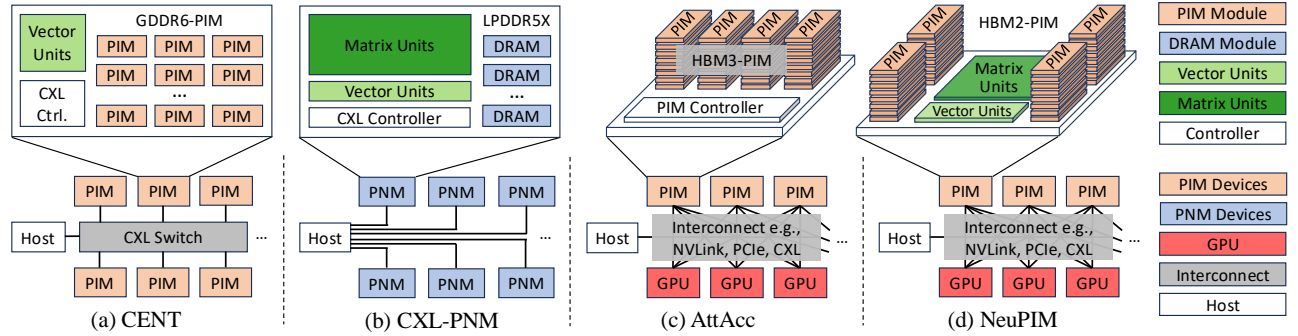 GDDR6-PIM
Vector
Units
CXL
Ctrl.
PIM PIM PIM
PIM PIM PIM
...
PIM PIM PIM
PIM PIM PIM
Host
CXL Switch
...
PIM PIM PIM
(a) CENT
LPDDR5X
Matrix Units
Vector Units
CXL Controller
DRAM
DRAM
...
DRAM
PNM PNM PNM
Host
...
PNM PNM PNM
(b) CXL-PNM
PIM PIM PIM PIM
HBM3-PIM
PIM Controller
PIM PIM PIM
Host
Interconnect e.g.,
NVLink, PCIe, CXL
...
GPU GPU GPU
(c) AttAcc
HBM2-PIM
PIM PIM
PIM PIM
Matrix
Units
Vector Units
PIM PIM PIM
Host
Interconnect e.g.,
NVLink, PCIe, CXL
...
GPU GPU GPU
(d) NeuPIM
PIM Module
DRAM Module
Vector Units
Matrix Units
Controller
PIM Devices
PNM Devices
GPU
Interconnect
Host